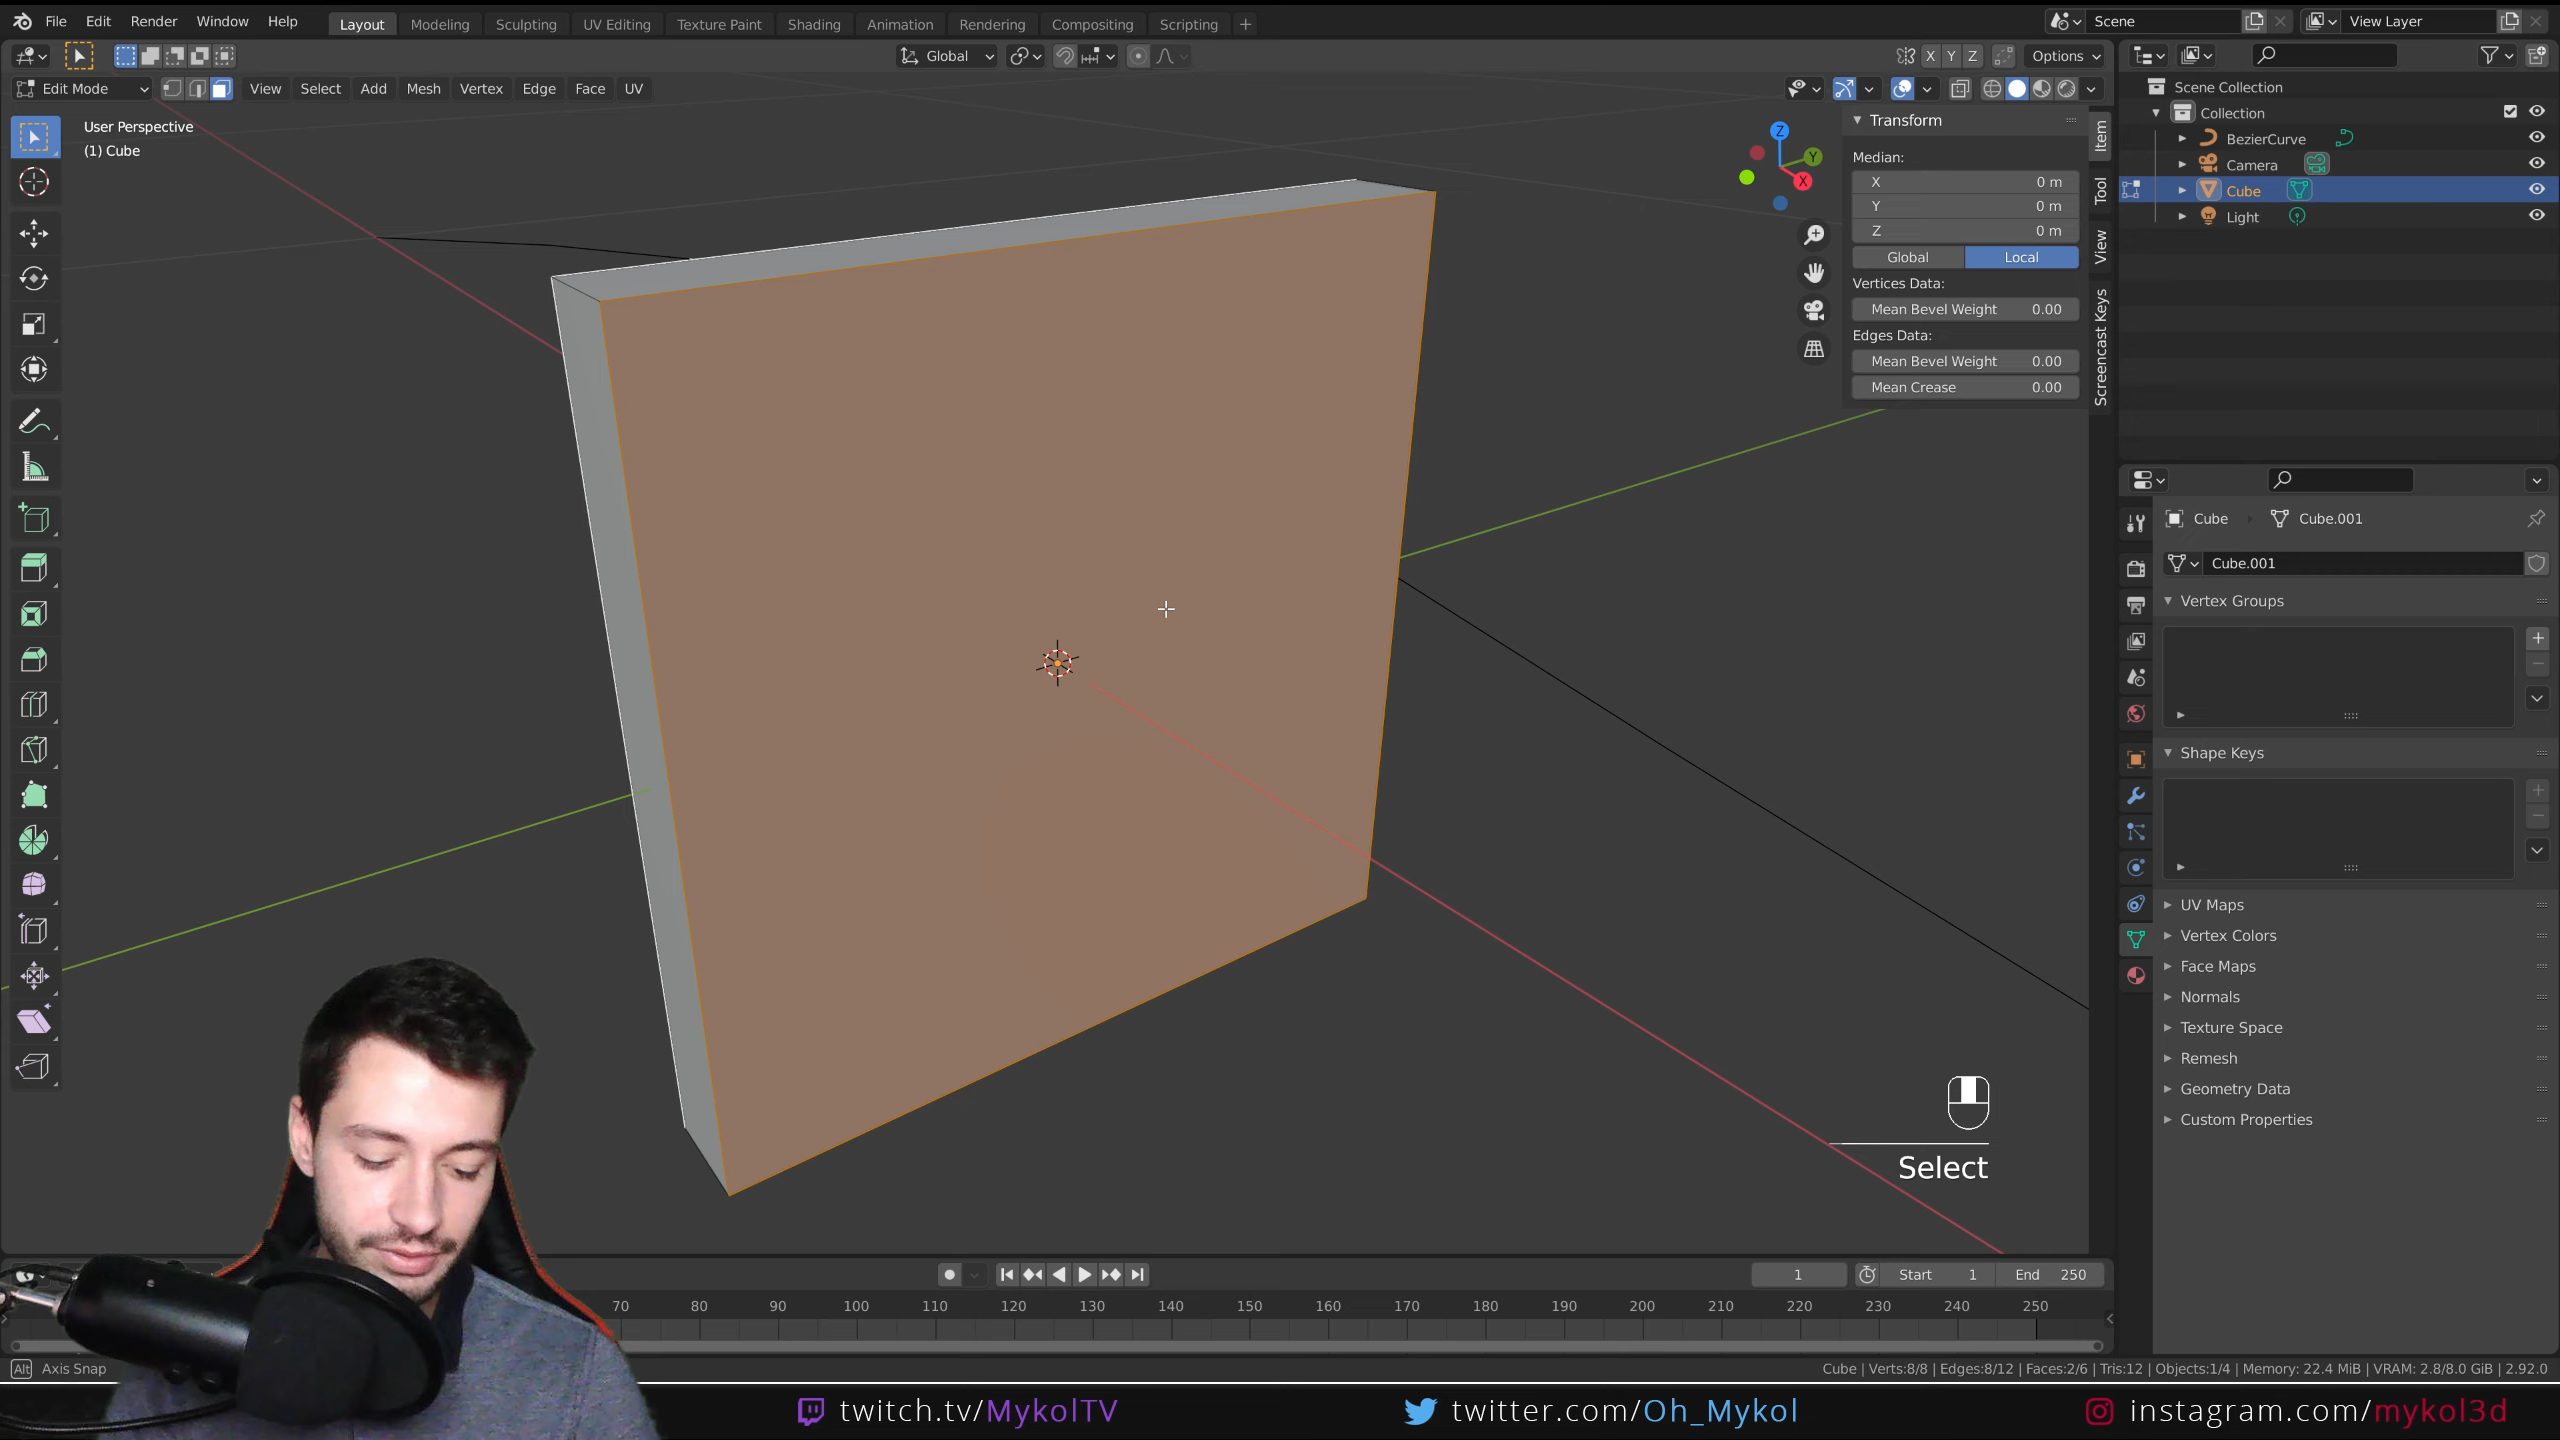 File Edit Render Window Help Layout Modeling Sculpting UV Editing Texture Paint Shading Animation Rendering Compositing Scripting + Scene View Layer
Global X Y Z Options
Edit Mode View Select Add Mesh Vertex Edge Face UV
User Perspective
(1) Cube
Z
Y
X
Transform
Median:
X 0 m
Y 0 m
Z 0 m
Global Local
Vertices Data:
Mean Bevel Weight 0.00
Edges Data:
Mean Bevel Weight 0.00
Mean Crease 0.00
Item
Tool
View
Screencast Keys
Scene Collection
Collection
BezierCurve
Camera
Cube
Light
Cube Cube.001
Cube.001
Vertex Groups
Shape Keys
UV Maps
Vertex Colors
Face Maps
Normals
Texture Space
Remesh
Geometry Data
Custom Properties
Select
1 Start 1 End 250
70 80 90 100 110 120 130 140 150 160 170 180 190 200 210 220 230 240 250
Alt Axis Snap
Cube | Verts:8/8 | Edges:8/12 | Faces:2/6 | Tris:12 | Objects:1/4 | Memory: 22.4 MiB | VRAM: 2.8/8.0 GiB | 2.92.0
twitch.tv/MykolTV twitter.com/Oh_Mykol instagram.com/mykol3d